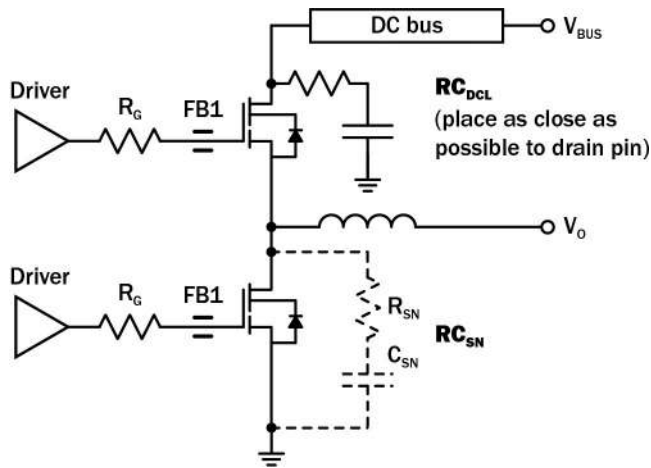 DC bus
V_BUS
Driver
R_G
FB1
RC_DCL
(place as close as
possible to drain pin)
V_O
Driver
R_G
FB1
R_SN
RC_SN
C_SN